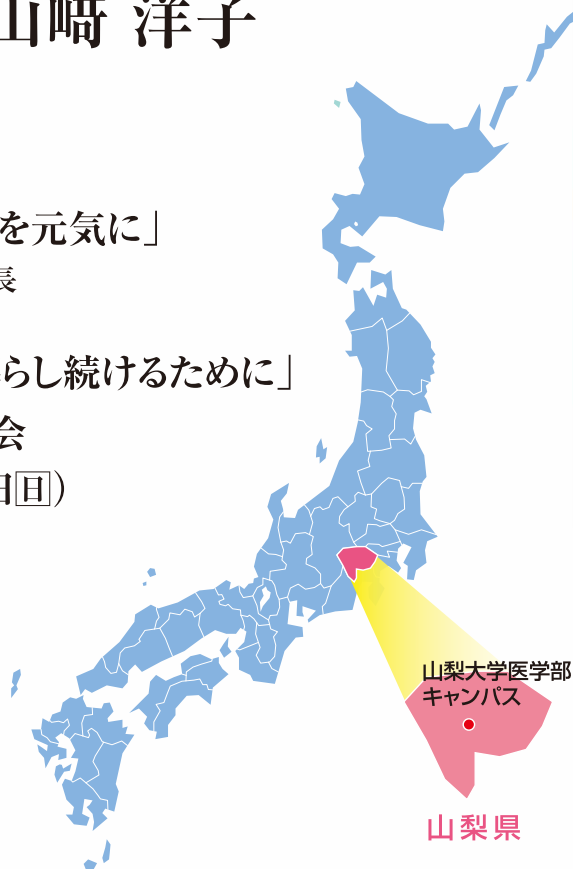 山﨑 洋子
を元気に」
長
らし続けるために」
会
日日)
山梨大学医学部
キャンパス
山梨県